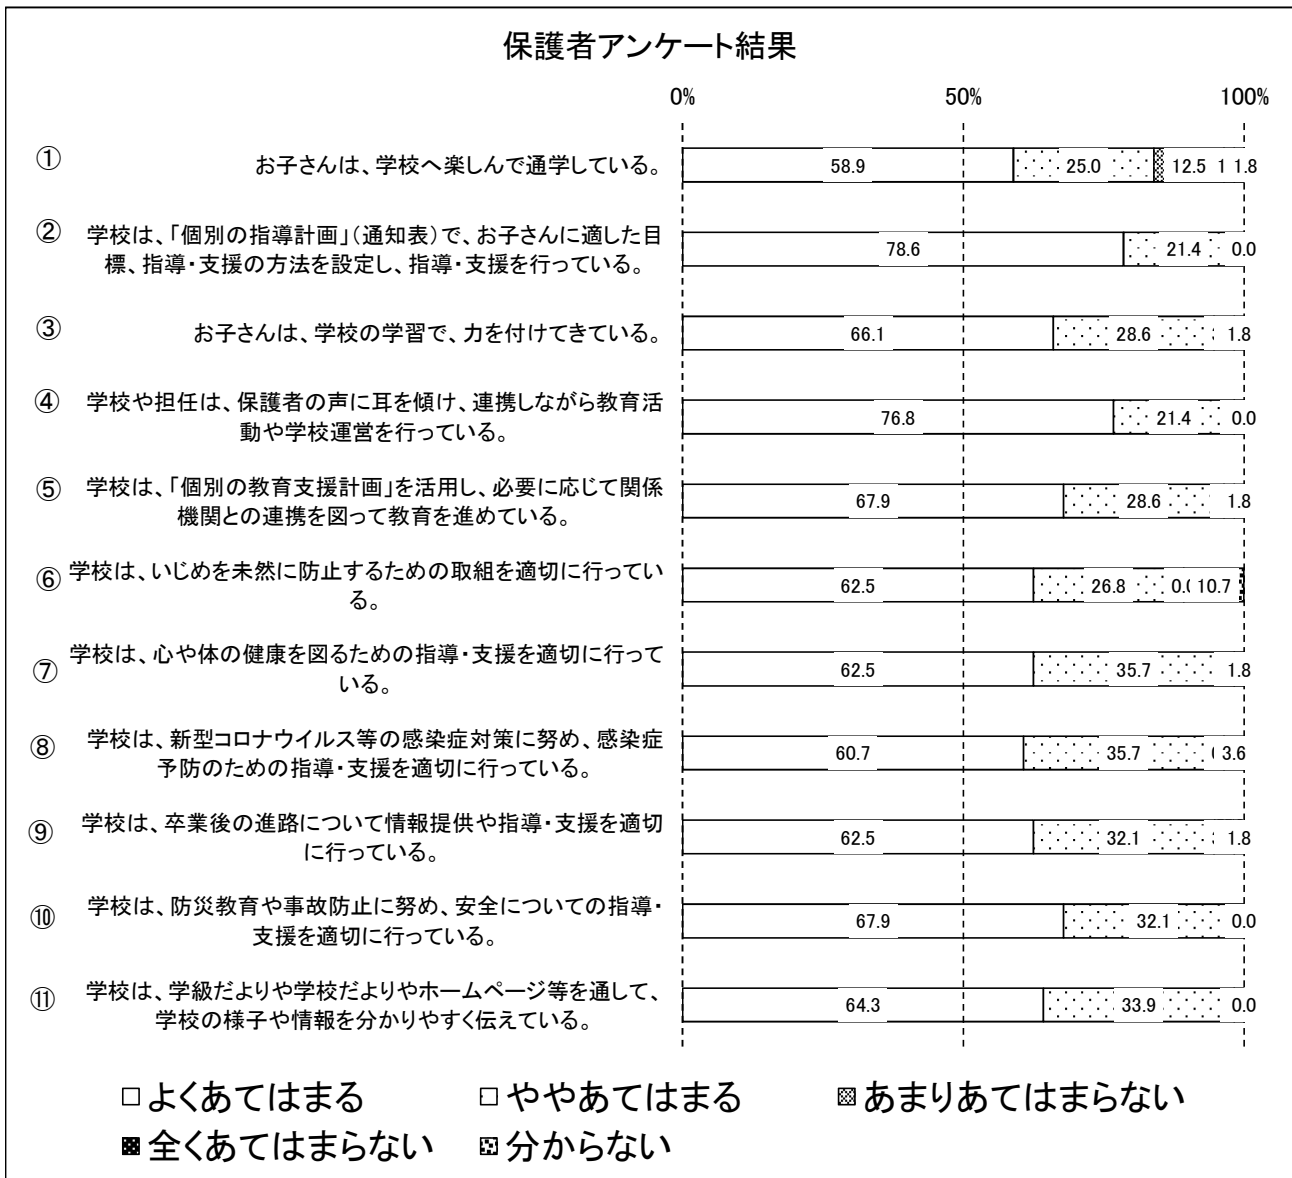 保護者アンケート結果
0% 50% 100%
① お子さんは、学校へ楽しんで通学している。 58.9 25.0 12.5 1 1.8
② 学校は、「個別の指導計画」(通知表)で、お子さんに適した目
標、指導・支援の方法を設定し、指導・支援を行っている。 78.6 21.4 0.0
③ お子さんは、学校の学習で、力を付けてきている。 66.1 28.6 1.8
④ 学校や担任は、保護者の声に耳を傾け、連携しながら教育活
動や学校運営を行っている。 76.8 21.4 0.0
⑤ 学校は、「個別の教育支援計画」を活用し、必要に応じて関係
機関との連携を図って教育を進めている。 67.9 28.6 1.8
⑥ 学校は、いじめを未然に防止するための取組を適切に行ってい
る。 62.5 26.8 10.7
⑦ 学校は、心や体の健康を図るための指導・支援を適切に行って
いる。 62.5 35.7 1.8
⑧ 学校は、新型コロナウイルス等の感染症対策に努め、感染症
予防のための指導・支援を適切に行っている。 60.7 35.7 3.6
⑨ 学校は、卒業後の進路について情報提供や指導・支援を適切
に行っている。 62.5 32.1 1.8
⑩ 学校は、防災教育や事故防止に努め、安全についての指導・
支援を適切に行っている。 67.9 32.1 0.0
⑪ 学校は、学級だよりや学校だよりやホームページ等を通して、
学校の様子や情報を分かりやすく伝えている。 64.3 33.9 0.0
よくあてはまる ややあてはまる あまりあてはまらない
全くあてはまらない 分からない